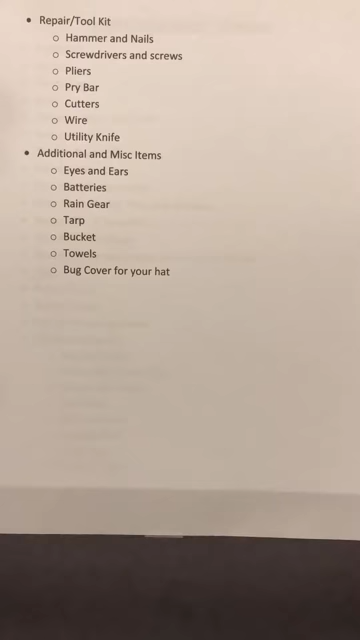 • Repair/Tool Kit
o Hammer and Nails
o Screwdrivers and screws
o Pliers
o Pry Bar
o Cutters
o Wire
o Utility Knife
• Additional and Misc Items
o Eyes and Ears
o Batteries
o Rain Gear
o Tarp
o Bucket
o Towels
o Bug Cover for your hat